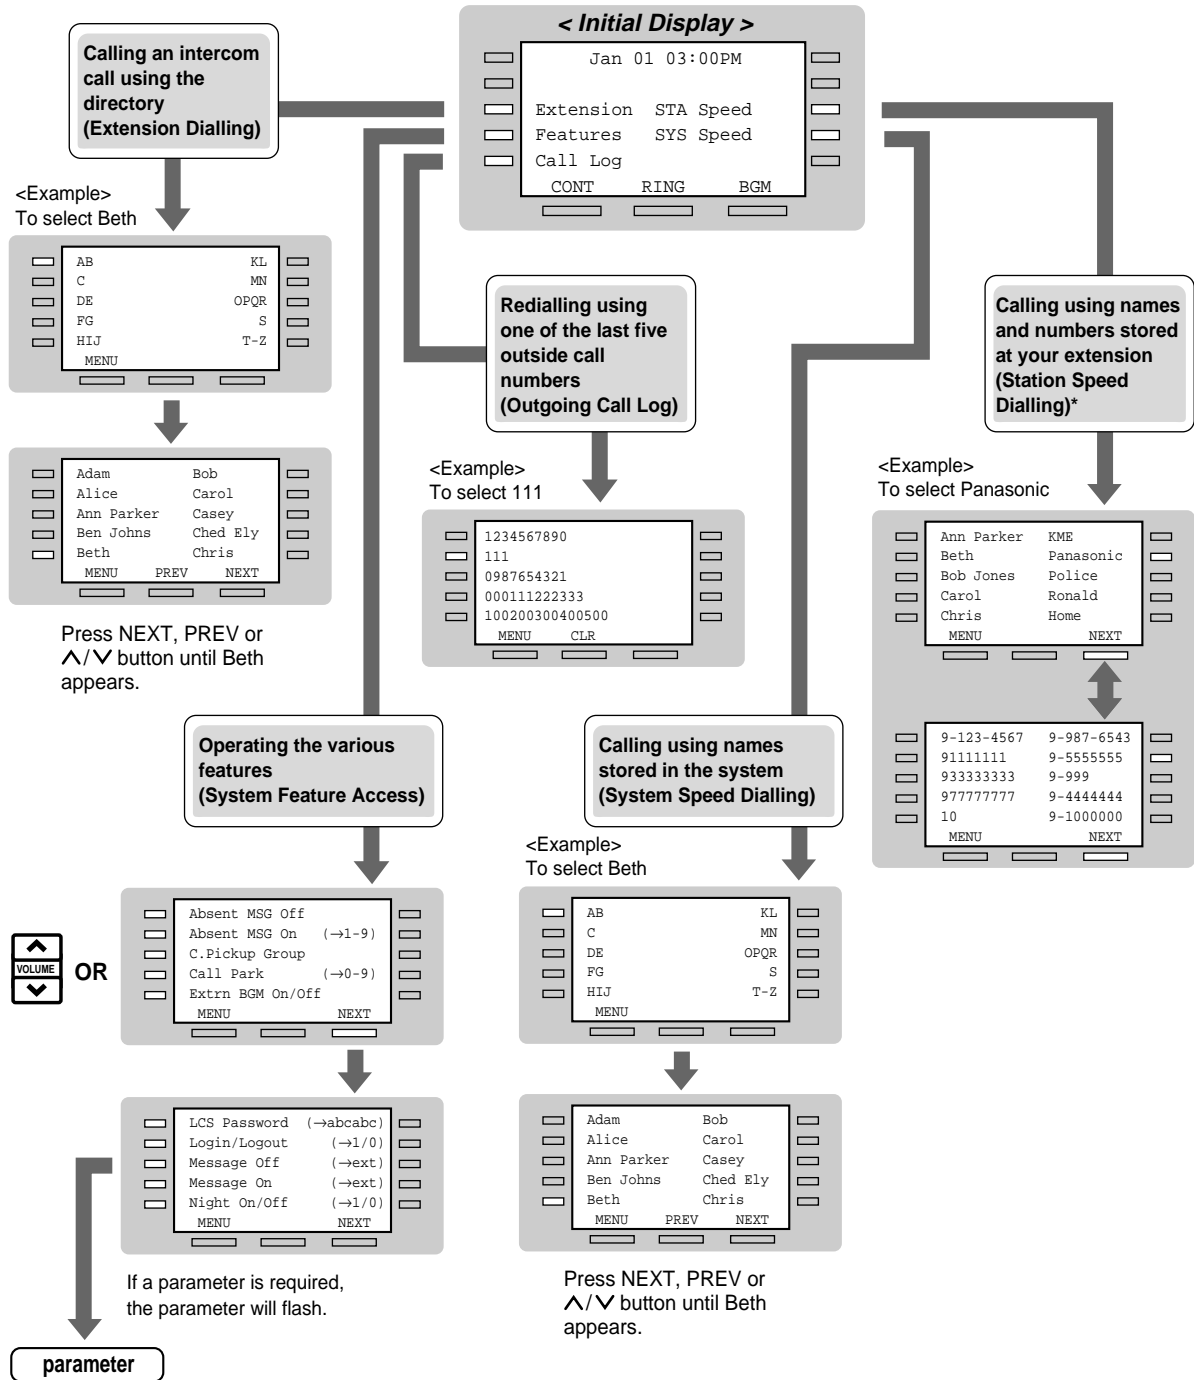 < Initial Display >
Jan 01 03:00PM
Extension STA Speed
Features SYS Speed
Call Log
CONT RING BGM
Calling an intercom
call using the
directory
(Extension Dialling)
<Example>
To select Beth
AB KL
C MN
DE OPQR
FG S
HIJ T-Z
MENU
Adam Bob
Alice Carol
Ann Parker Casey
Ben Johns Ched Ely
Beth Chris
MENU PREV NEXT
Press NEXT, PREV or
∧/∨ button until Beth
appears.
Redialling using
one of the last five
outside call
numbers
(Outgoing Call Log)
<Example>
To select 111
1234567890
111
0987654321
000111222333
100200300400500
MENU CLR
Calling using names
and numbers stored
at your extension
(Station Speed
Dialling)*
<Example>
To select Panasonic
Ann Parker KME
Beth Panasonic
Bob Jones Police
Carol Ronald
Chris Home
MENU NEXT
9-123-4567 9-987-6543
91111111 9-5555555
933333333 9-999
977777777 9-4444444
10 9-1000000
MENU NEXT
Operating the various
features
(System Feature Access)
VOLUME
OR
Absent MSG Off
Absent MSG On (→1-9)
C.Pickup Group
Call Park (→0-9)
Extrn BGM On/Off
MENU NEXT
LCS Password (→abcabc)
Login/Logout (→1/0)
Message Off (→ext)
Message On (→ext)
Night On/Off (→1/0)
MENU NEXT
If a parameter is required,
the parameter will flash.
parameter
Calling using names
stored in the system
(System Speed Dialling)
<Example>
To select Beth
AB KL
C MN
DE OPQR
FG S
HIJ T-Z
MENU
Adam Bob
Alice Carol
Ann Parker Casey
Ben Johns Ched Ely
Beth Chris
MENU PREV NEXT
Press NEXT, PREV or
∧/∨ button until Beth
appears.